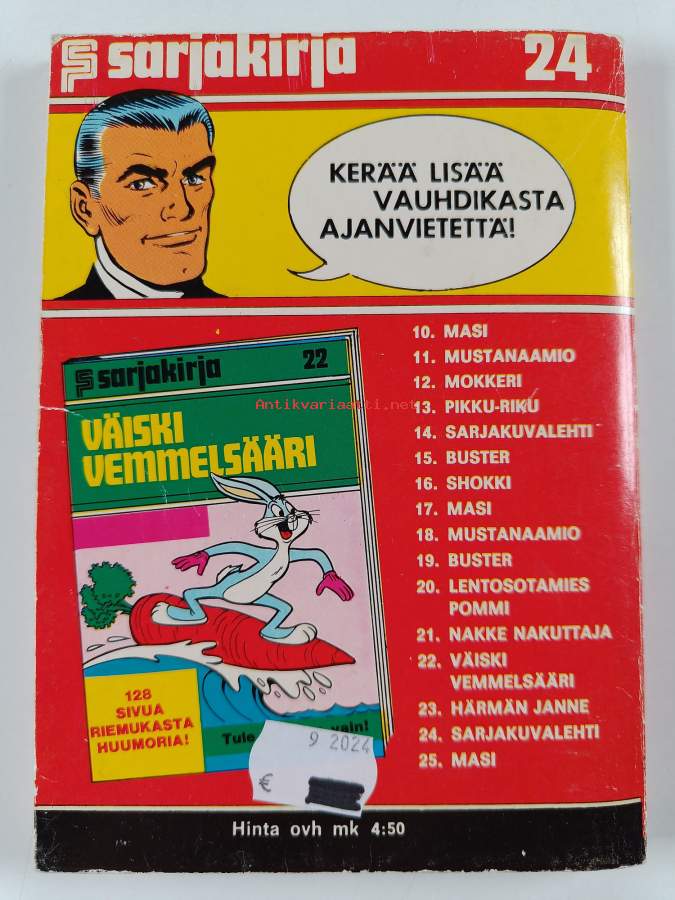 sarjakirja 24
KERÄÄ LISÄÄ
VAUHDIKASTA
AJANVIETETTÄ!
sarjakirja 22
VÄISKI
VEMMELSÄÄRI
128
SIVUA
RIEMUKASTA
HUUMORIA!
Tule vain!
9 2024
€
Antikvariaatti.net
10. MASI
11. MUSTANAAMIO
12. MOKKERI
13. PIKKU-RIKU
14. SARJAKUVALEHTI
15. BUSTER
16. SHOKKI
17. MASI
18. MUSTANAAMIO
19. BUSTER
20. LENTOSOTAMIES
POMMI
21. NAKKE NAKUTTAJA
22. VÄISKI
VEMMELSÄÄRI
23. HÄRMÄN JANNE
24. SARJAKUVALEHTI
25. MASI
Hinta ovh mk 4:50